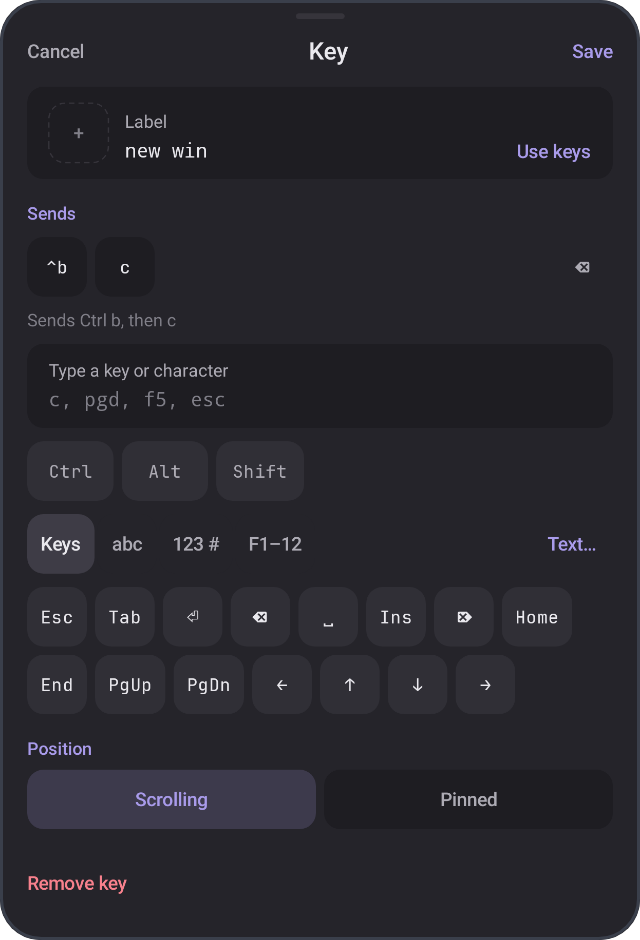 Cancel Key Save
+ Label
new win Use keys
Sends
^b c ⌫
Sends Ctrl b, then c
Type a key or character
c, pgd, f5, esc
Ctrl Alt Shift
Keys abc 123 # F1–12 Text…
Esc Tab ⏎ ⌫ ␣ Ins ⌦ Home
End PgUp PgDn ← ↑ ↓ →
Position
Scrolling Pinned
Remove key